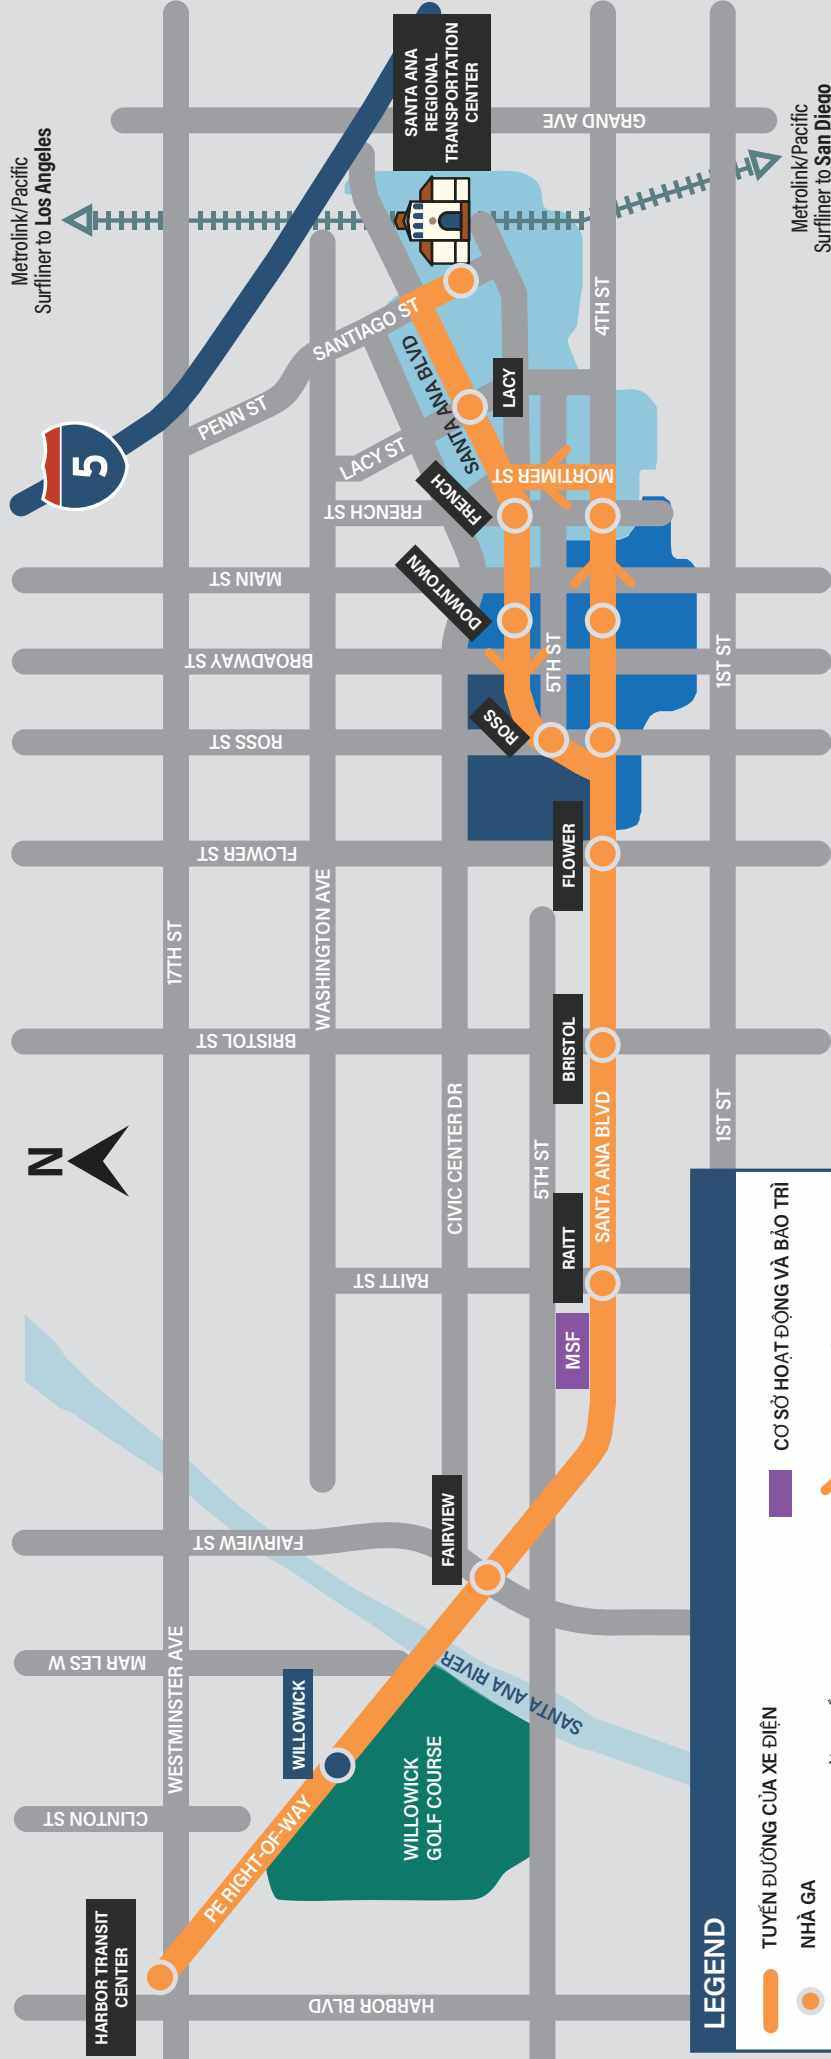 Metrolink/Pacific
Surfliner to Los Angeles
Metrolink/Pacific
Surfliner to San Diego
5
N
SANTA ANA
REGIONAL
TRANSPORTATION
CENTER
GRAND AVE
SANTIAGO ST
PENN ST
SANTA ANA BLVD
SANTA ANA BLVD
LACY ST
LACY
4TH ST
MORTIMER ST
FRENCH ST
FRENCH
MAIN ST
DOWNTOWN
BROADWAY ST
5TH ST
1ST ST
ROSS ST
ROSS
FLOWER ST
FLOWER
17TH ST
WASHINGTON AVE
BRISTOL ST
BRISTOL
CIVIC CENTER DR
5TH ST
SANTA ANA BLVD
1ST ST
RAITT ST
RAITT
MSF
FAIRVIEW ST
FAIRVIEW
MAR LES W
WESTMINSTER AVE
WILLOWICK
SANTA ANA RIVER
WILLOWICK
GOLF COURSE
CLINTON ST
PE RIGHT-OF-WAY
HARBOR TRANSIT
CENTER
HARBOR BLVD
LEGEND
TUYẾN ĐƯỜNG CỦA XE ĐIỆN
NHÀ GA
CƠ SỞ HOẠT ĐỘNG VÀ BẢO TRÌ